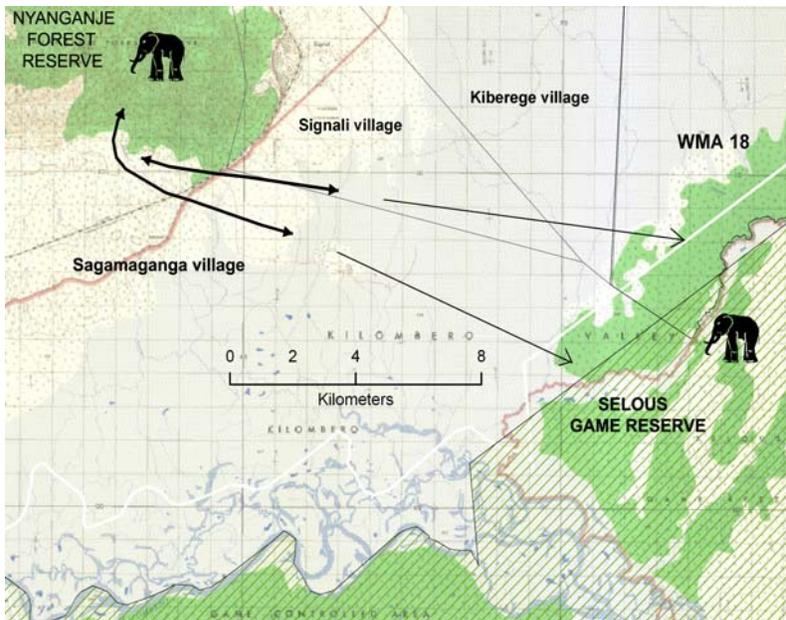 NYANGANJE
FOREST
RESERVE
Kiberege village
Signali village
WMA 18
Sagamaganga village
KILOMBERO VALLEY
0 2 4 8
Kilometers
SELOUS
GAME RESERVE
KILOMBERO
SELOUS
GAME CONTROLLED AREA